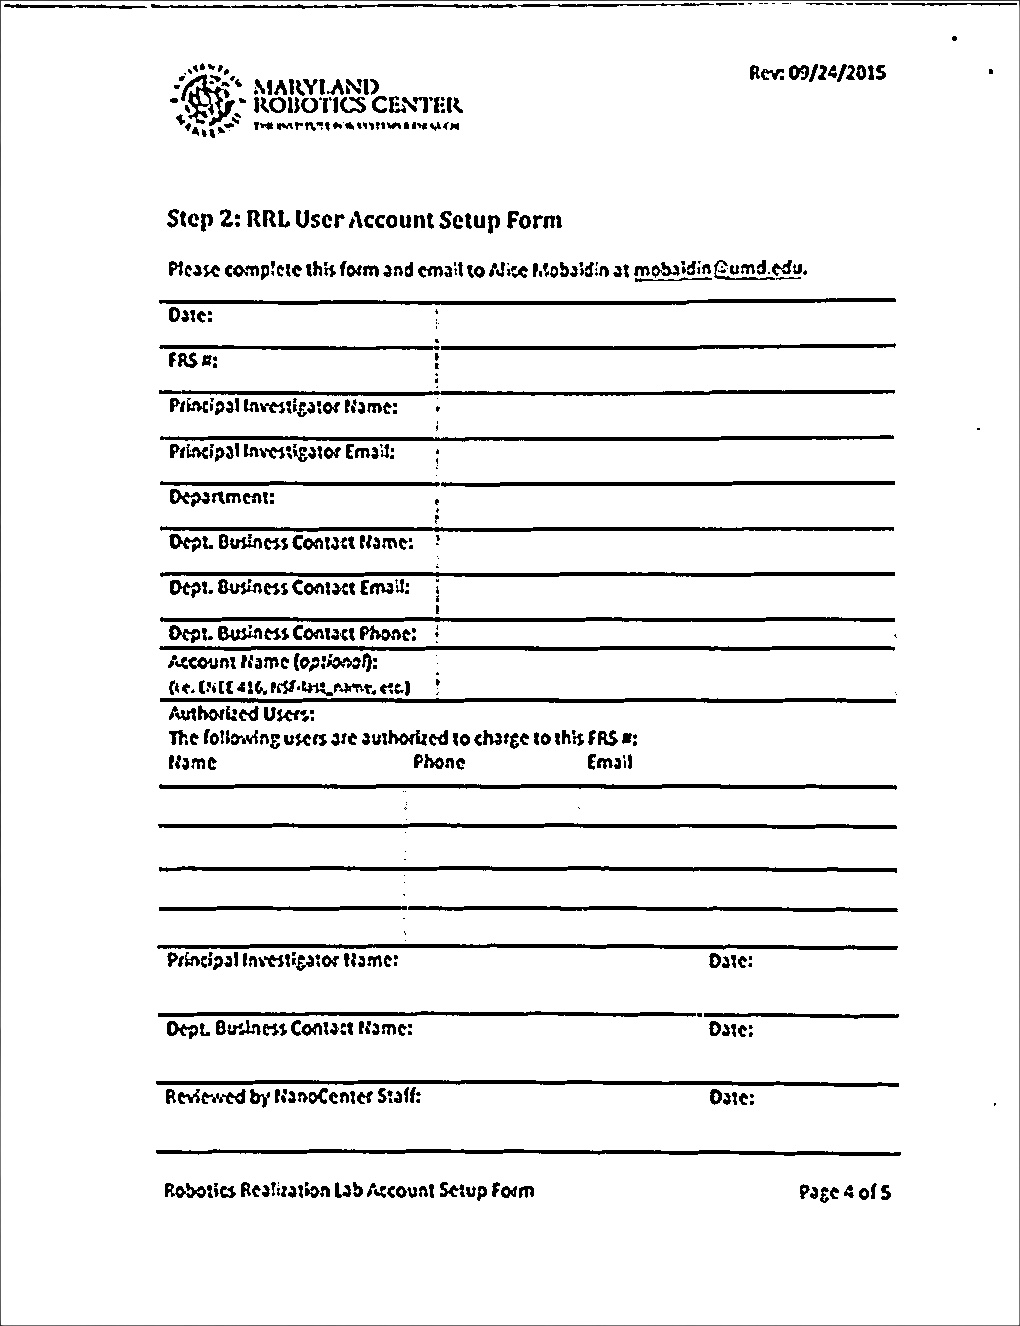 Rev: 09/24/2015
MARYLAND
ROBOTICS CENTER
THE INSTITUTE FOR SYSTEMS RESEARCH
Step 2: RRL User Account Setup Form
Please complete this form and email to Alice Mobaidin at mobaidin@umd.edu.
Date:
FRS #:
Principal Investigator Name:
Principal Investigator Email:
Department:
Dept. Business Contact Name:
Dept. Business Contact Email:
Dept. Business Contact Phone:
Account Name (optional):
(i.e. ENEE 416, NSF-last_name, etc.)
Authorized Users:
The following users are authorized to charge to this FRS #:
Name Phone Email
Principal Investigator Name: Date:
Dept. Business Contact Name: Date:
Reviewed by NanoCenter Staff: Date:
Robotics Realization Lab Account Setup Form Page 4 of 5